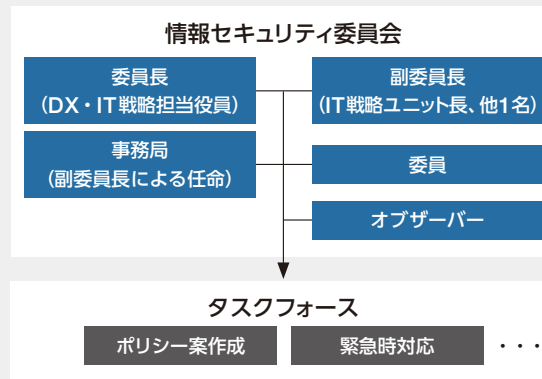 情報セキュリティ委員会
委員長
（DX・IT戦略担当役員）
副委員長
（IT戦略ユニット長、他1名）
事務局
（副委員長による任命）
委員
オブザーバー
タスクフォース
ポリシー案作成
緊急時対応
・・・